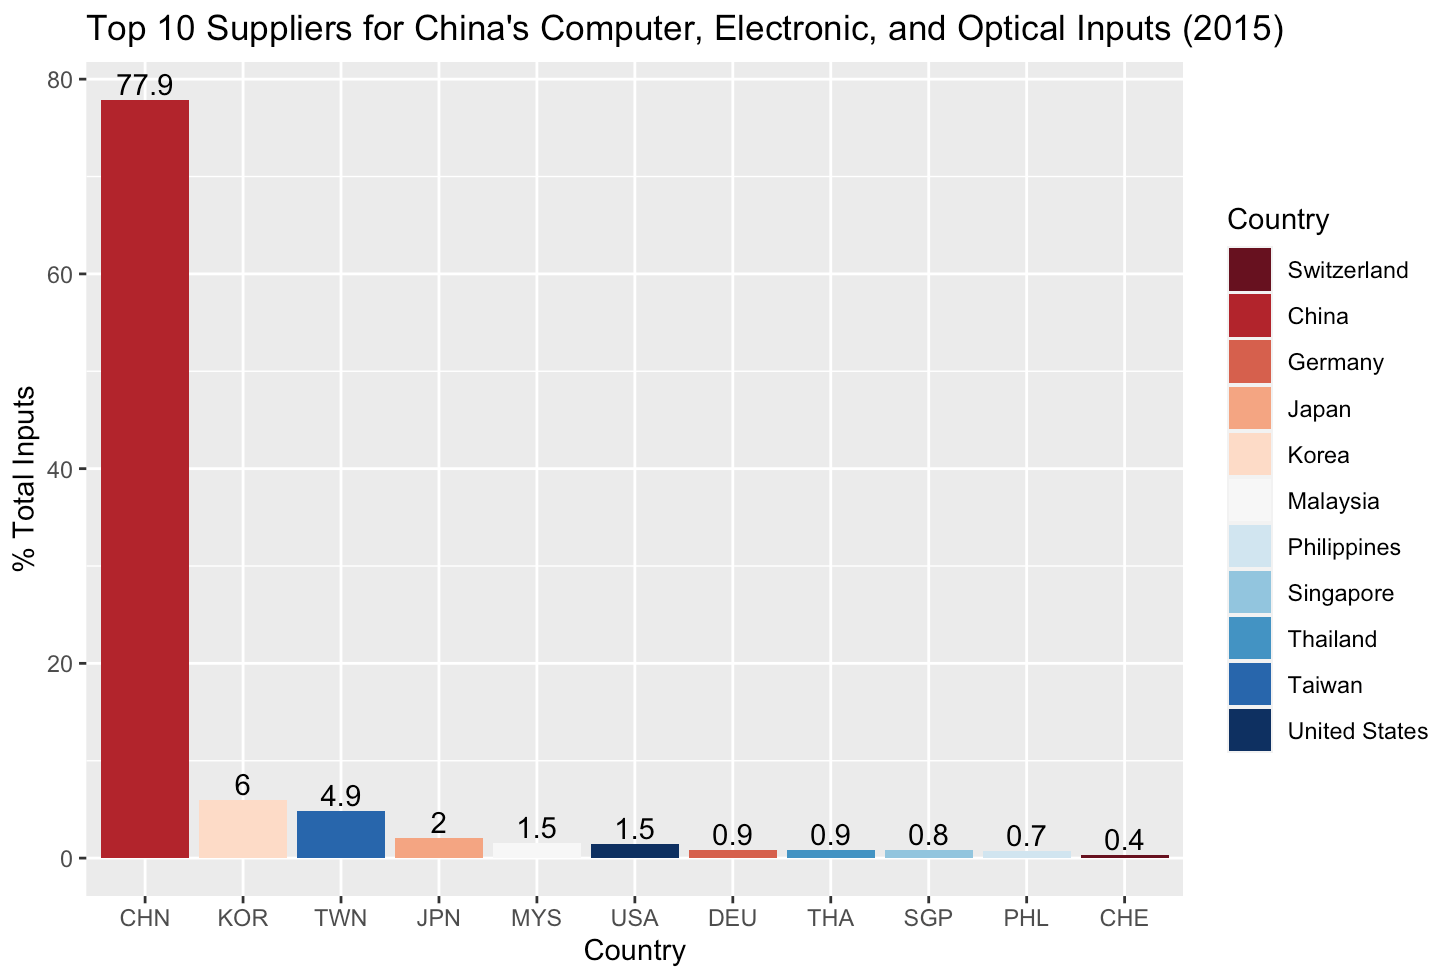 Top 10 Suppliers for China's Computer, Electronic, and Optical Inputs (2015)
% Total Inputs
80
60
40
20
0
77.9
6
4.9
2
1.5
1.5
0.9
0.9
0.8
0.7
0.4
CHN KOR TWN JPN MYS USA DEU THA SGP PHL CHE
Country
Country
Switzerland
China
Germany
Japan
Korea
Malaysia
Philippines
Singapore
Thailand
Taiwan
United States